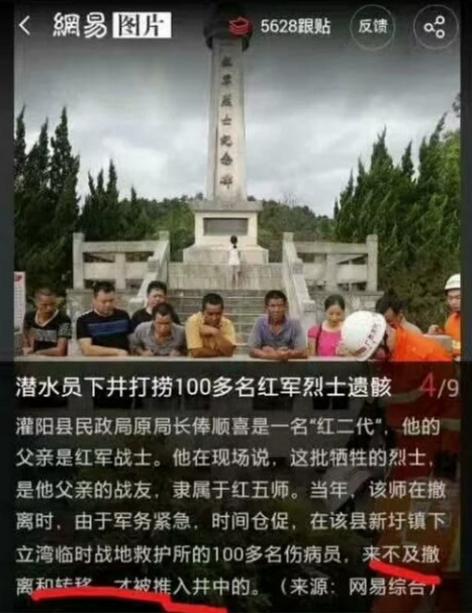 網易图片
5628跟贴
反馈
红军烈士纪念碑
潜水员下井打捞100多名红军烈士遗骸 4/9
灌阳县民政局原局长俸顺喜是一名“红二代”，他的
父亲是红军战士。他在现场说，这批牺牲的烈士，
是他父亲的战友，隶属于红五师。当年，该师在撤
离时，由于军务紧急，时间仓促，在该县新圩镇下
立湾临时战地救护所的100多名伤病员，来不及撤
离和转移，才被推入井中的。（来源：网易综合）